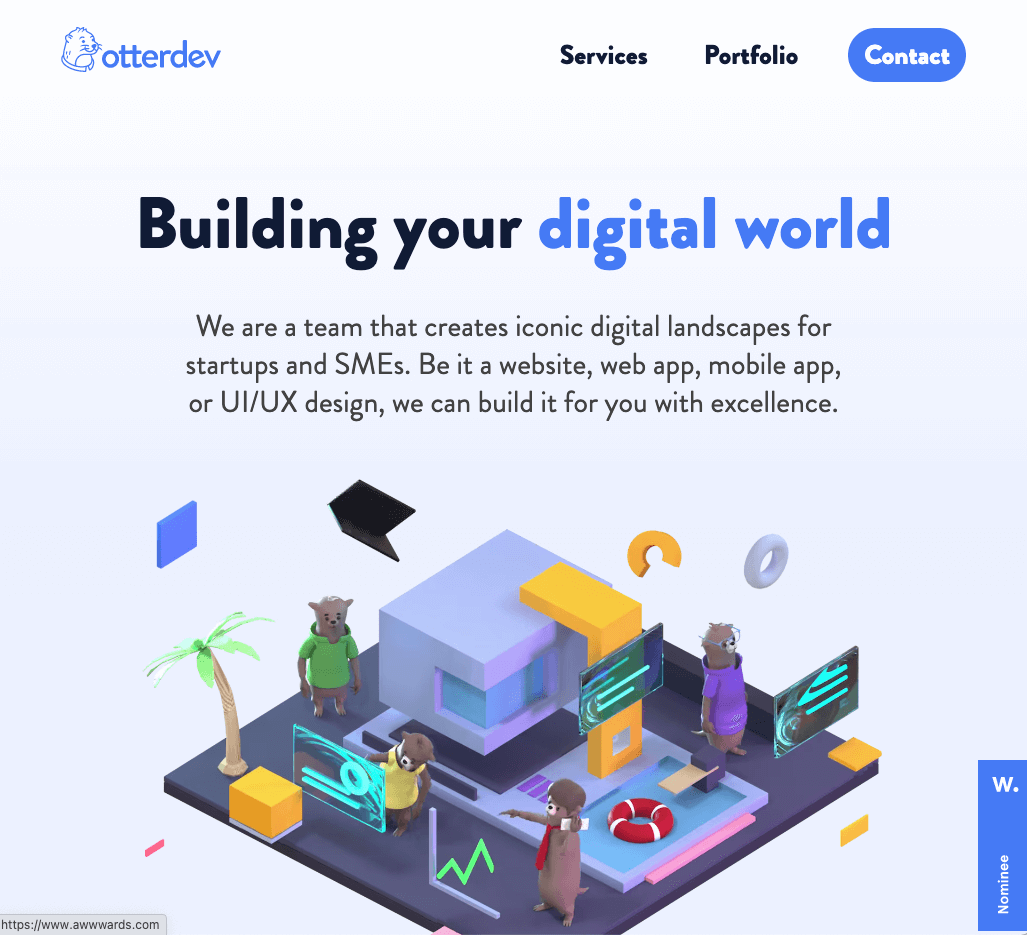 otterdev
Services
Portfolio
Contact
Building your digital world
We are a team that creates iconic digital landscapes for
startups and SMEs. Be it a website, web app, mobile app,
or UI/UX design, we can build it for you with excellence.
W.
Nominee
https://www.awwwards.com